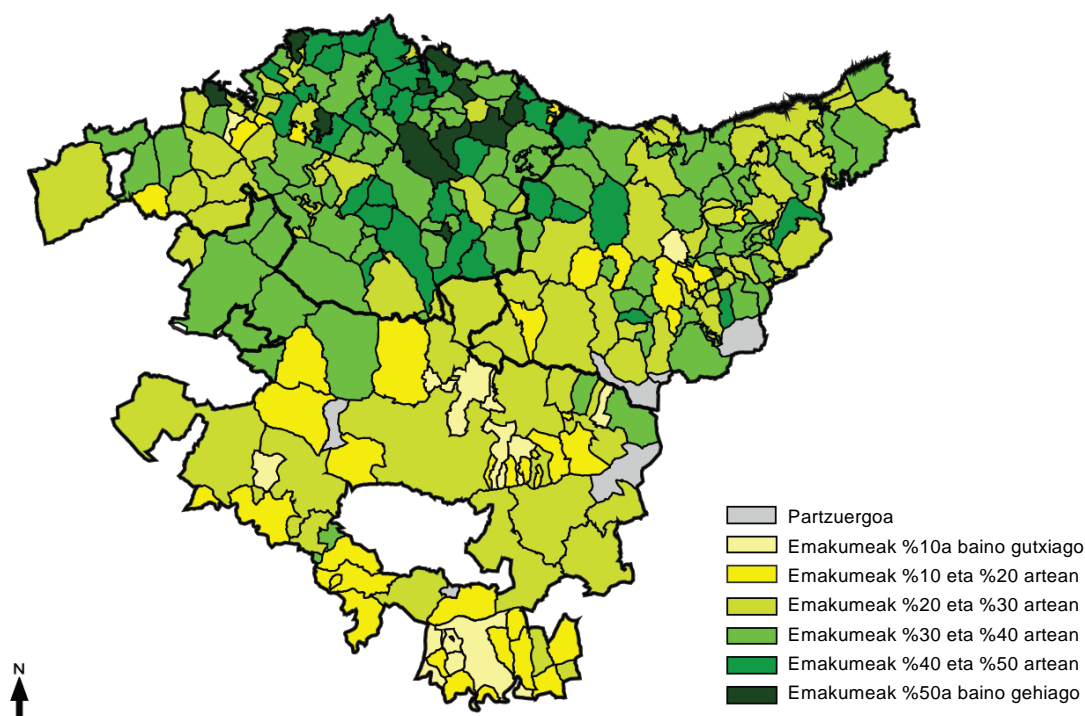 Partzuergoa
Emakumeak %10a baino gutxiago
Emakumeak %10 eta %20 artean
Emakumeak %20 eta %30 artean
Emakumeak %30 eta %40 artean
Emakumeak %40 eta %50 artean
Emakumeak %50a baino gehiago
N